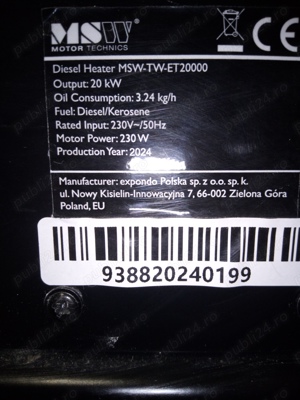 MSW
MOTOR TECHNICS
CE
Diesel Heater MSW-TW-ET20000
Output: 20 kW
Oil Consumption: 3.24 kg/h
Fuel: Diesel/Kerosene
Rated Input: 230V~/50Hz
Motor Power: 230 W
Production Year: 2024
Manufacturer: expondo Polska sp. z o.o. sp. k.
ul. Nowy Kisielin-Innowacyjna 7, 66-002 Zielona Góra
Poland, EU
938820240199